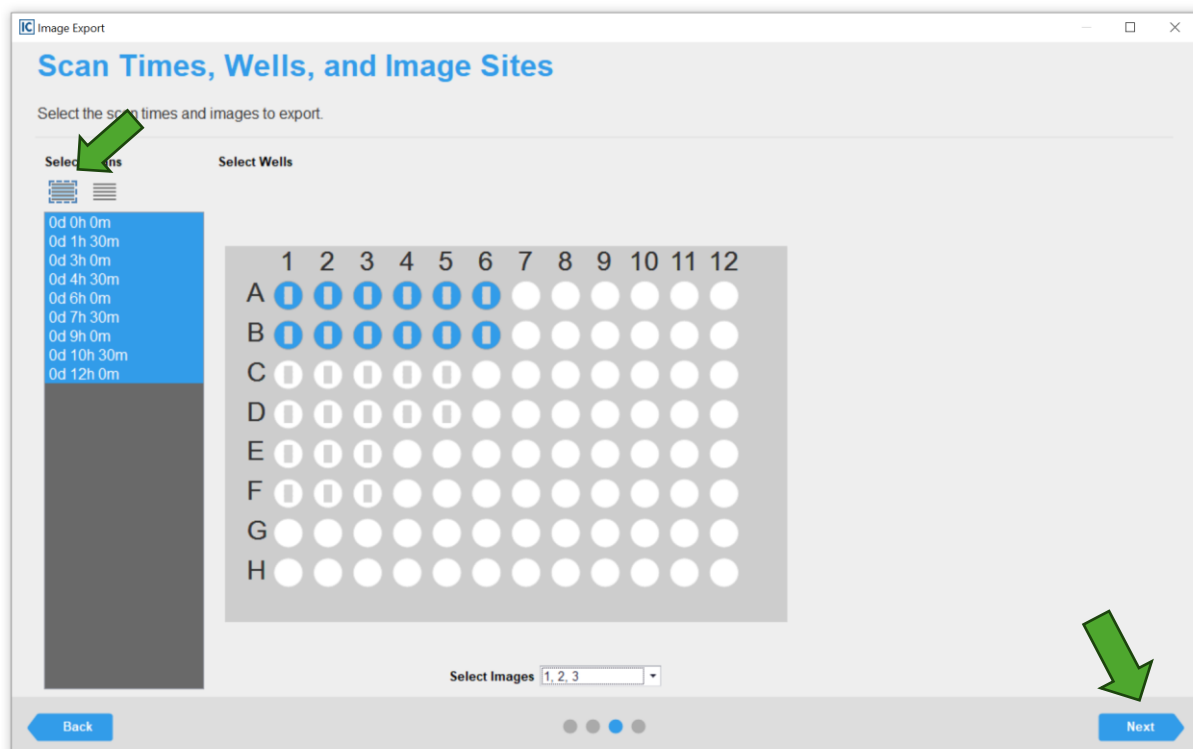 IC Image Export
Scan Times, Wells, and Image Sites
Select the scan times and images to export.
Select Wells
0d 0h 0m
0d 1h 30m
0d 3h 0m
0d 4h 30m
0d 6h 0m
0d 7h 30m
0d 9h 0m
0d 10h 30m
0d 12h 0m
1 2 3 4 5 6 7 8 9 10 11 12
A
B
C
D
E
F
G
H
Select Images 1, 2, 3
Back
Next